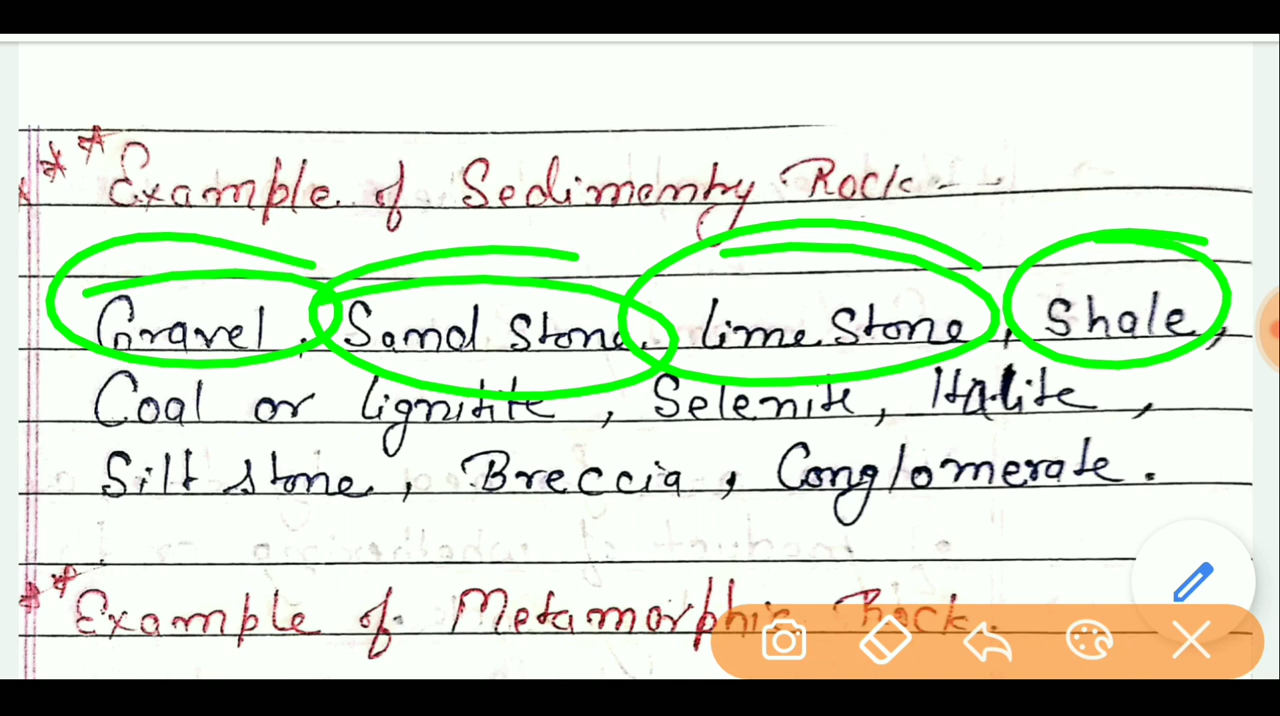 ** Example of Sedimentry Rock--
Gravel, Sand Stone, lime Stone, Shale,
Coal or lignitite, Selenite, Halite,
Silt stone, Breccia, Conglomerate.
** Example of Metamorphic Rock.